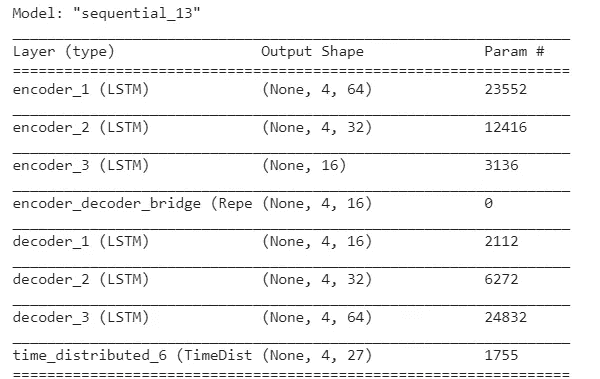 Model: "sequential_13"
Layer (type) Output Shape Param #
encoder_1 (LSTM) (None, 4, 64) 23552
encoder_2 (LSTM) (None, 4, 32) 12416
encoder_3 (LSTM) (None, 16) 3136
encoder_decoder_bridge (Repe (None, 4, 16) 0
decoder_1 (LSTM) (None, 4, 16) 2112
decoder_2 (LSTM) (None, 4, 32) 6272
decoder_3 (LSTM) (None, 4, 64) 24832
time_distributed_6 (TimeDist (None, 4, 27) 1755